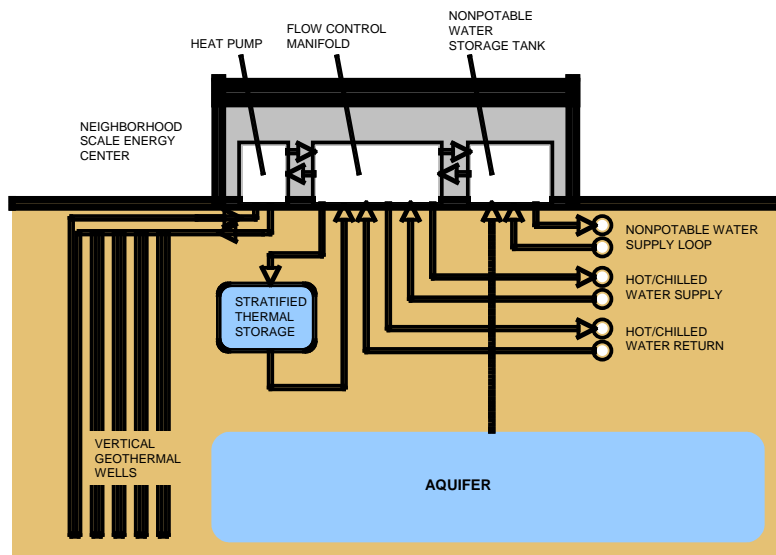 NONPOTABLE
WATER
STORAGE TANK
FLOW CONTROL
MANIFOLD
HEAT PUMP
NEIGHBORHOOD
SCALE ENERGY
CENTER
NONPOTABLE WATER
SUPPLY LOOP
HOT/CHILLED
WATER SUPPLY
STRATIFIED
THERMAL
STORAGE
HOT/CHILLED
WATER RETURN
VERTICAL
GEOTHERMAL
WELLS
AQUIFER